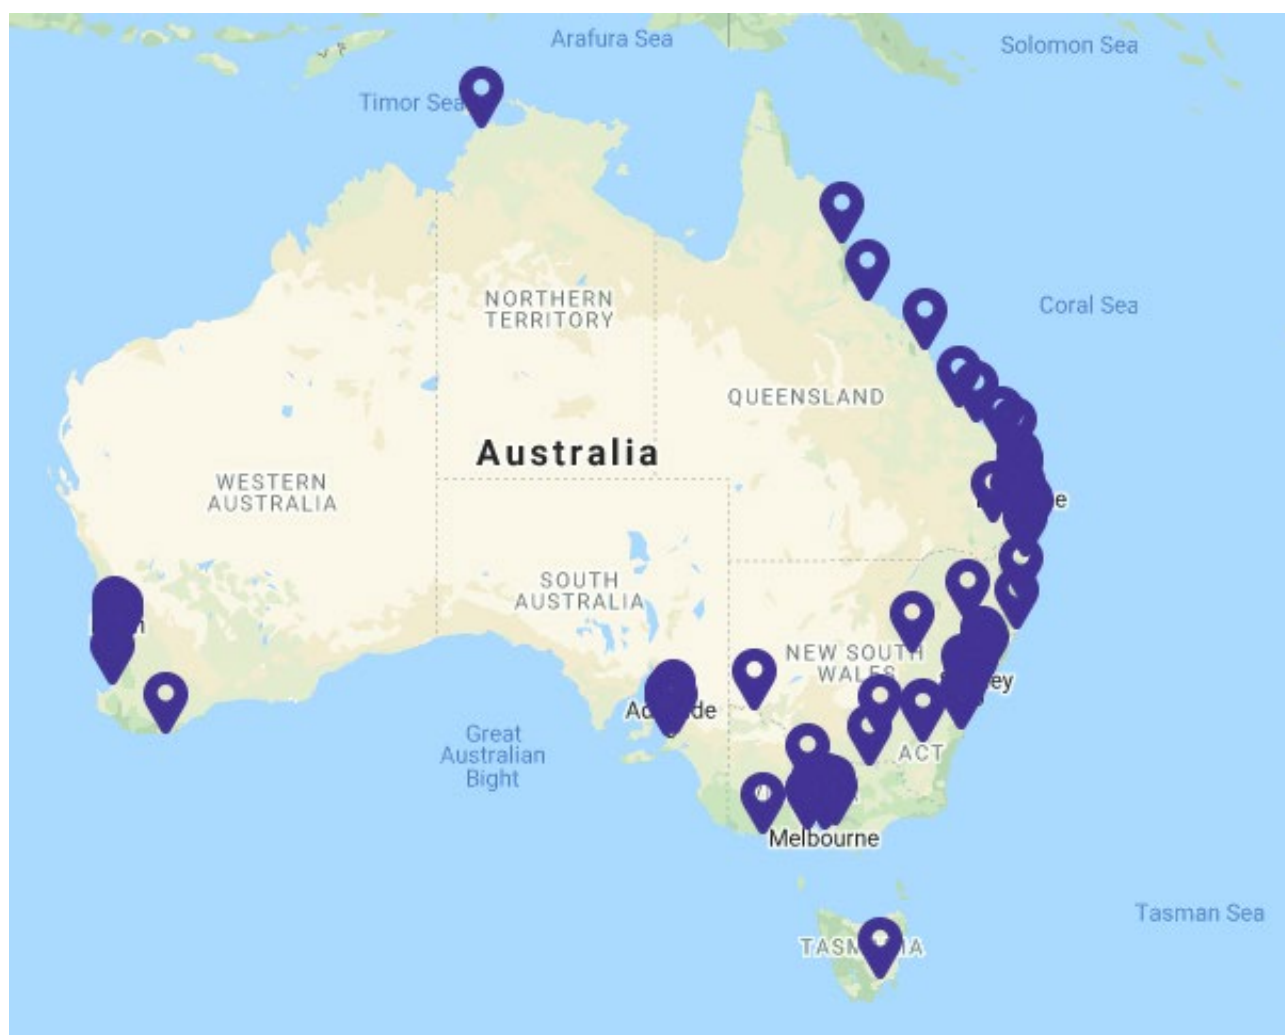 Arafura Sea
Solomon Sea
Timor Sea
NORTHERN
TERRITORY
Coral Sea
QUEENSLAND
Australia
WESTERN
AUSTRALIA
SOUTH
AUSTRALIA
NEW SOUTH
WALES
Great
Australian
Bight
ACT
Melbourne
Tasman Sea